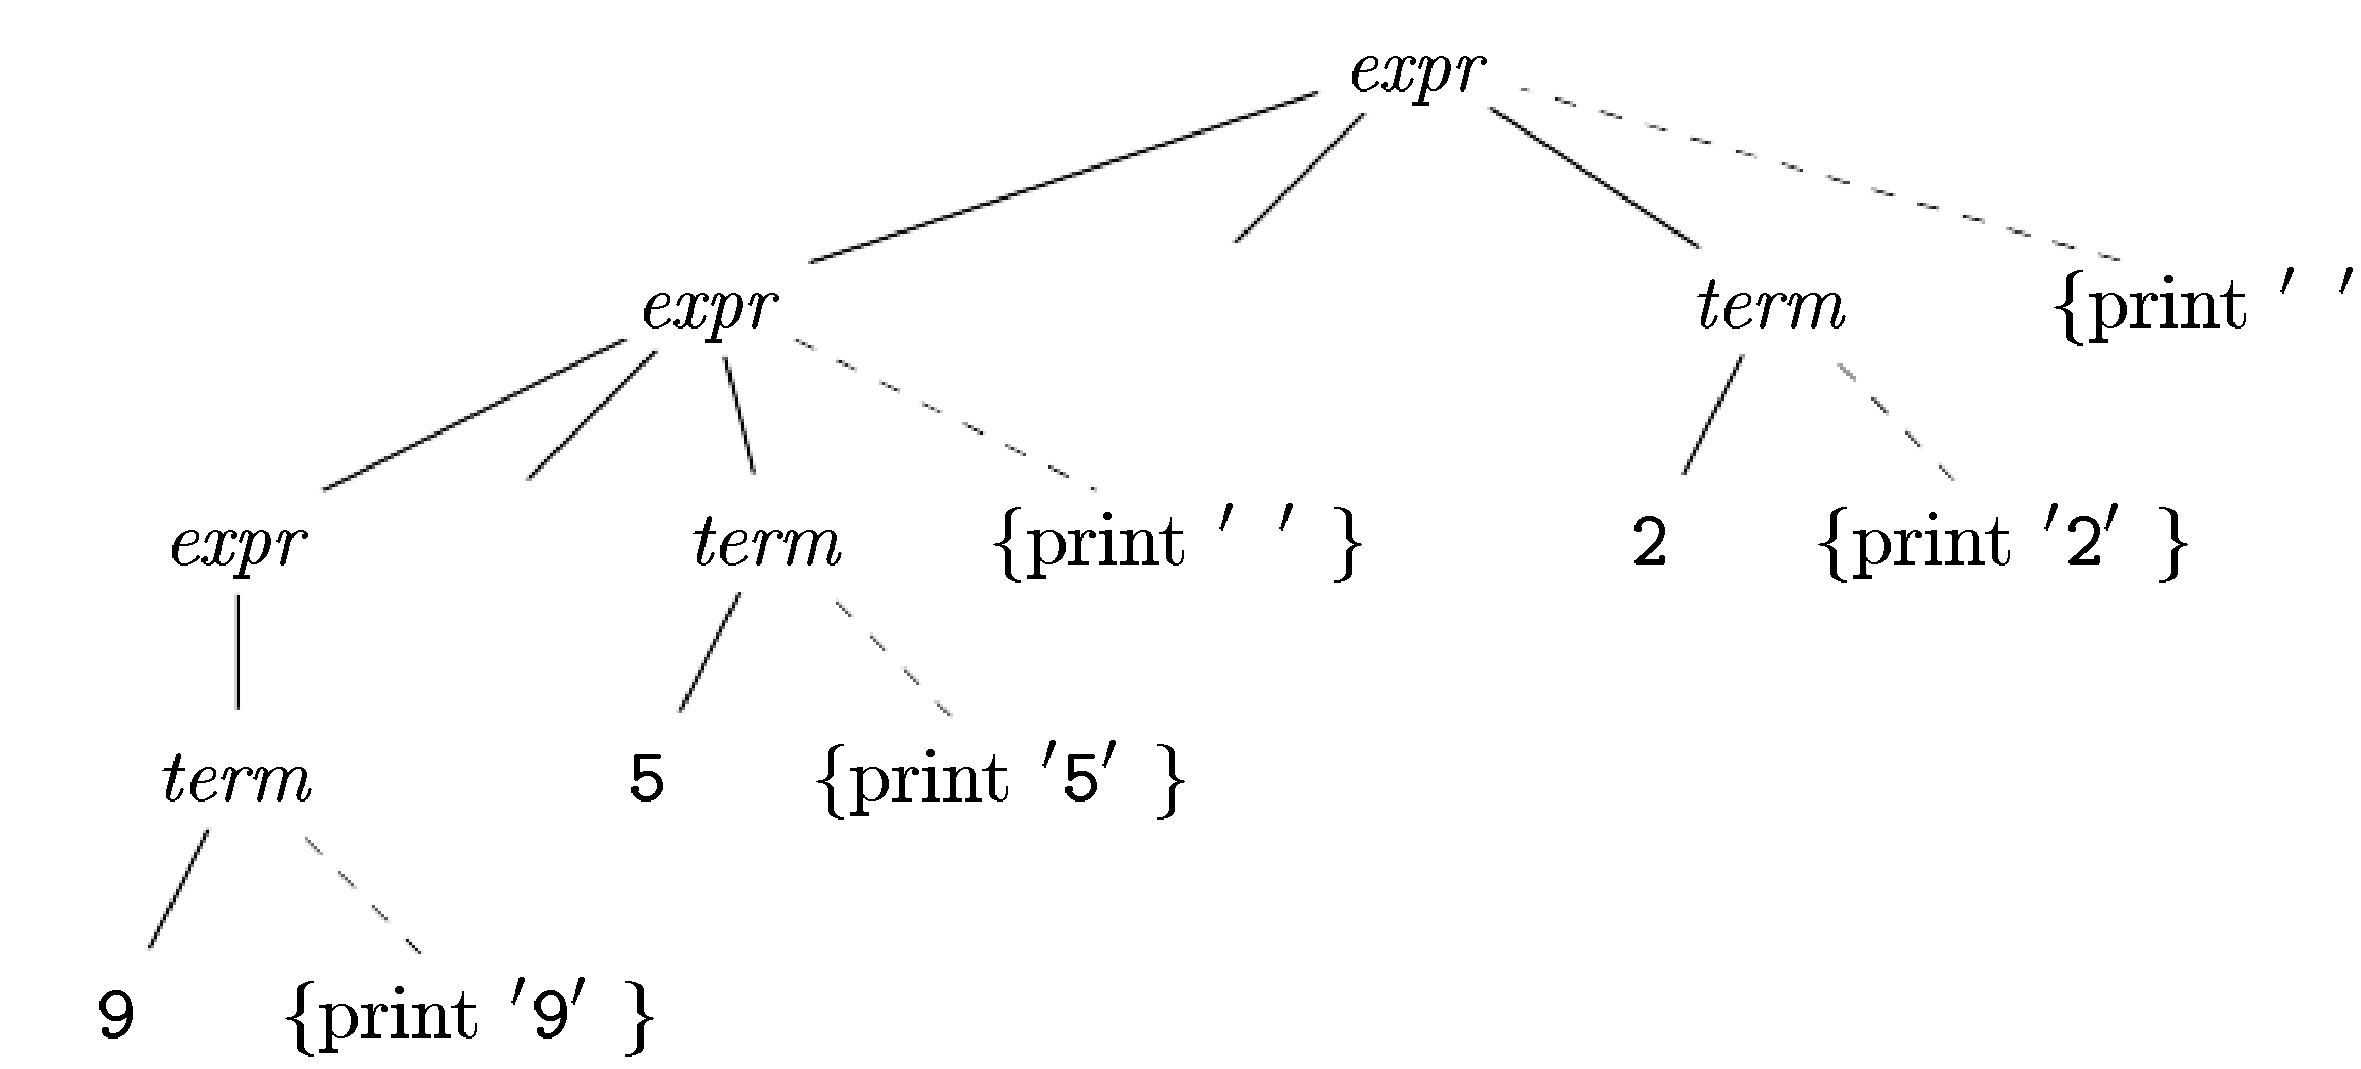 expr
expr term {print ′ ′
expr term {print ′ ′ } 2 {print ′2′ }
term 5 {print ′5′ }
9 {print ′9′ }